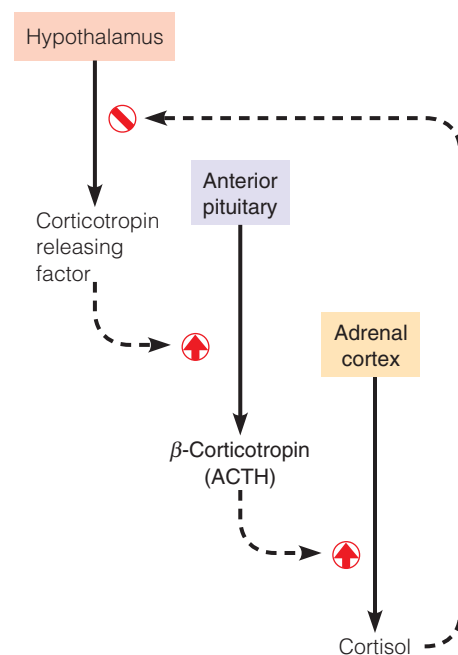 Hypothalamus
Corticotropin
releasing
factor
Anterior
pituitary
Adrenal
cortex
β-Corticotropin
(ACTH)
Cortisol